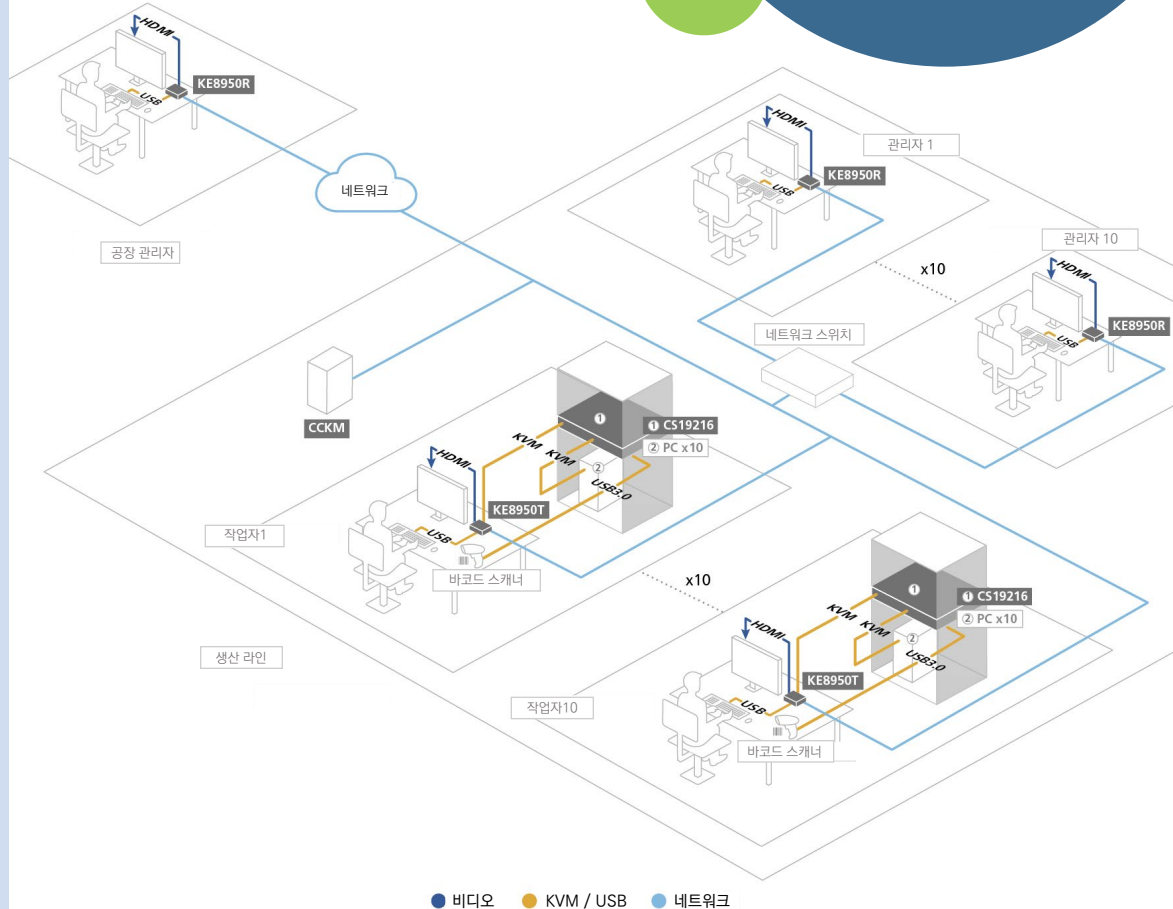 HDMI
KE8950R
USB
네트워크
공장 관리자
HDMI
관리자 1
KE8950R
USB
관리자 10
x10
HDMI
KE8950R
USB
네트워크 스위치
CCKM
①
① CS19216
② PC x10
KVM
KVM
②
USB3.0
HDMI
KE8950T
USB
작업자1
바코드 스캐너
x10
생산 라인
①
① CS19216
② PC x10
KVM
KVM
②
USB3.0
HDMI
KE8950T
USB
작업자10
바코드 스캐너
비디오 KVM / USB 네트워크